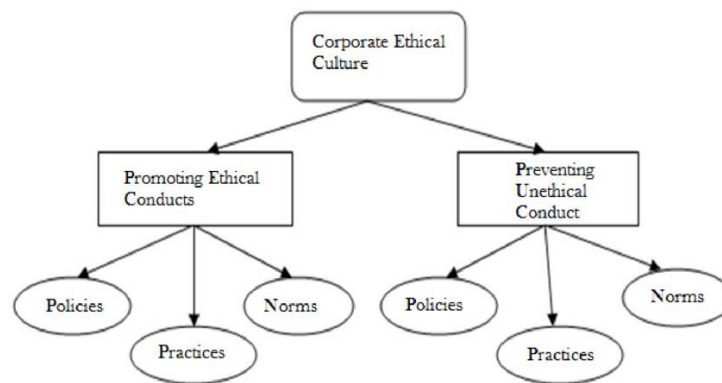 Corporate Ethical
Culture
Promoting Ethical
Conducts
Preventing
Unethical
Conduct
Policies
Practices
Norms
Policies
Practices
Norms